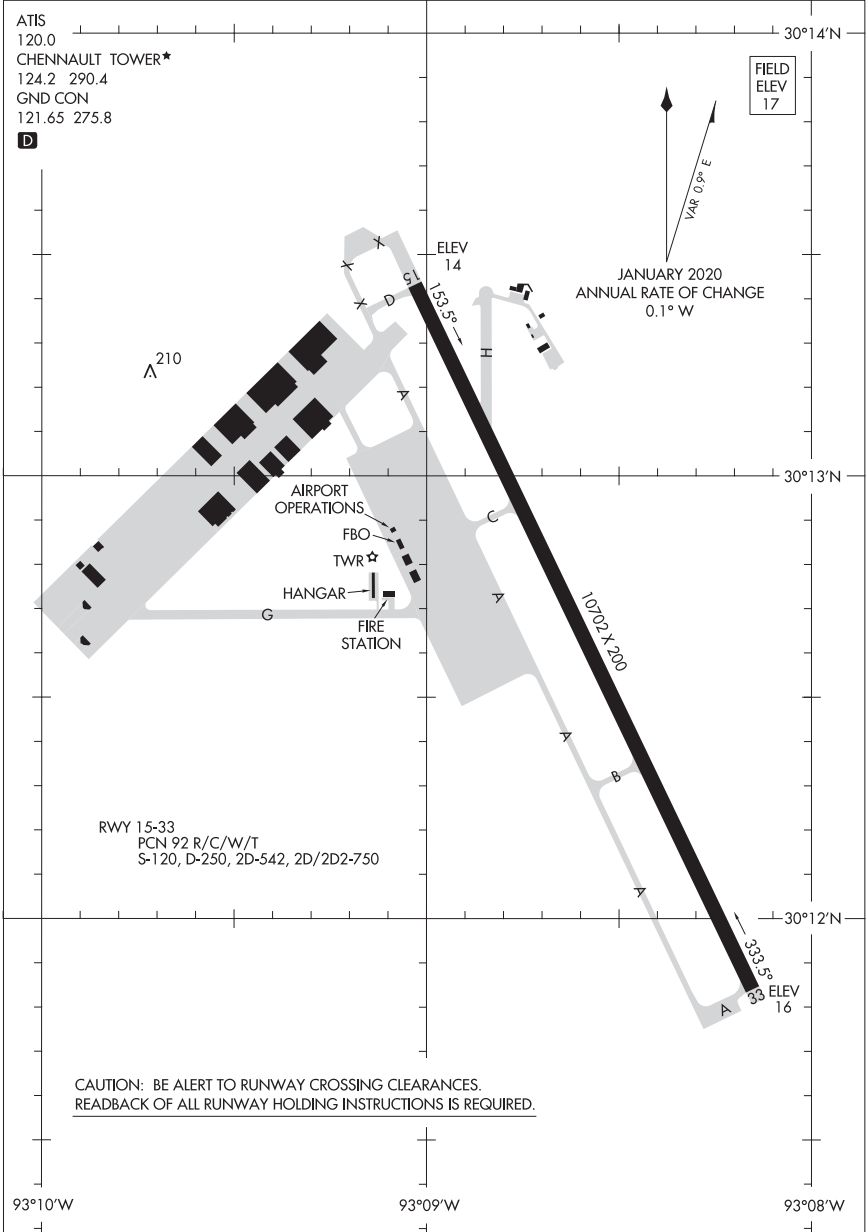 ATIS
120.0
CHENNAULT TOWER★
124.2 290.4
GND CON
121.65 275.8
D
30°14'N
FIELD
ELEV
17
VAR 0.9° E
JANUARY 2020
ANNUAL RATE OF CHANGE
0.1° W
X
X
X
ELEV
14
15
D
153.5°
H
210
A
30°13'N
AIRPORT
OPERATIONS
C
FBO
TWR
HANGAR
A
G
FIRE
STATION
10702 X 200
A
B
RWY 15-33
PCN 92 R/C/W/T
S-120, D-250, 2D-542, 2D/2D2-750
A
30°12'N
333.5°
33
ELEV
16
A
CAUTION: BE ALERT TO RUNWAY CROSSING CLEARANCES.
READBACK OF ALL RUNWAY HOLDING INSTRUCTIONS IS REQUIRED.
93°10'W
93°09'W
93°08'W